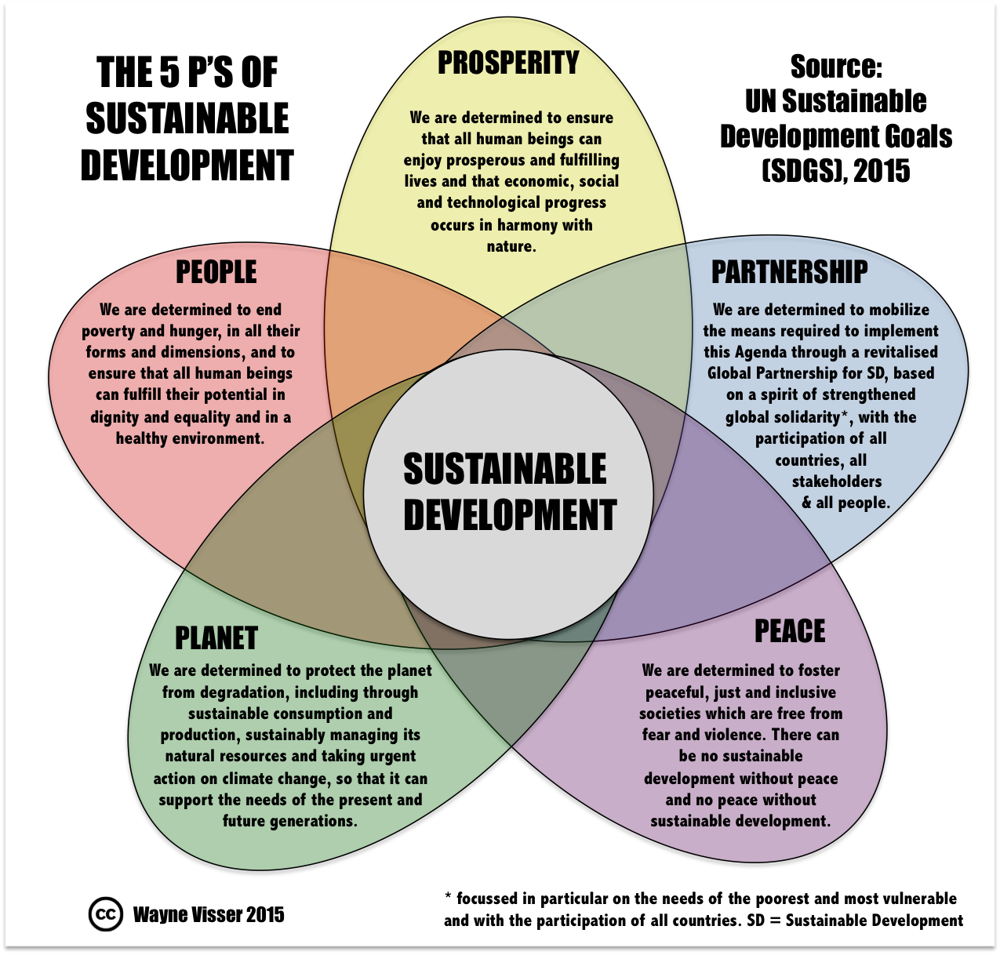 THE 5 P'S OF
SUSTAINABLE
DEVELOPMENT
PROSPERITY
We are determined to ensure
that all human beings can
enjoy prosperous and fulfilling
lives and that economic, social
and technological progress
occurs in harmony with
nature.
Source:
UN Sustainable
Development Goals
(SDGS), 2015
PEOPLE
We are determined to end
poverty and hunger, in all their
forms and dimensions, and to
ensure that all human beings
can fulfill their potential in
dignity and equality and in a
healthy environment.
PARTNERSHIP
We are determined to mobilize
the means required to implement
this Agenda through a revitalised
Global Partnership for SD, based
on a spirit of strengthened
global solidarity*, with the
participation of all
countries, all
stakeholders
& all people.
SUSTAINABLE
DEVELOPMENT
PLANET
We are determined to protect the planet
from degradation, including through
sustainable consumption and
production, sustainably managing its
natural resources and taking urgent
action on climate change, so that it can
support the needs of the present and
future generations.
PEACE
We are determined to foster
peaceful, just and inclusive
societies which are free from
fear and violence. There can
be no sustainable
development without peace
and no peace without
sustainable development.
CC Wayne Visser 2015
* focussed in particular on the needs of the poorest and most vulnerable
and with the participation of all countries. SD = Sustainable Development